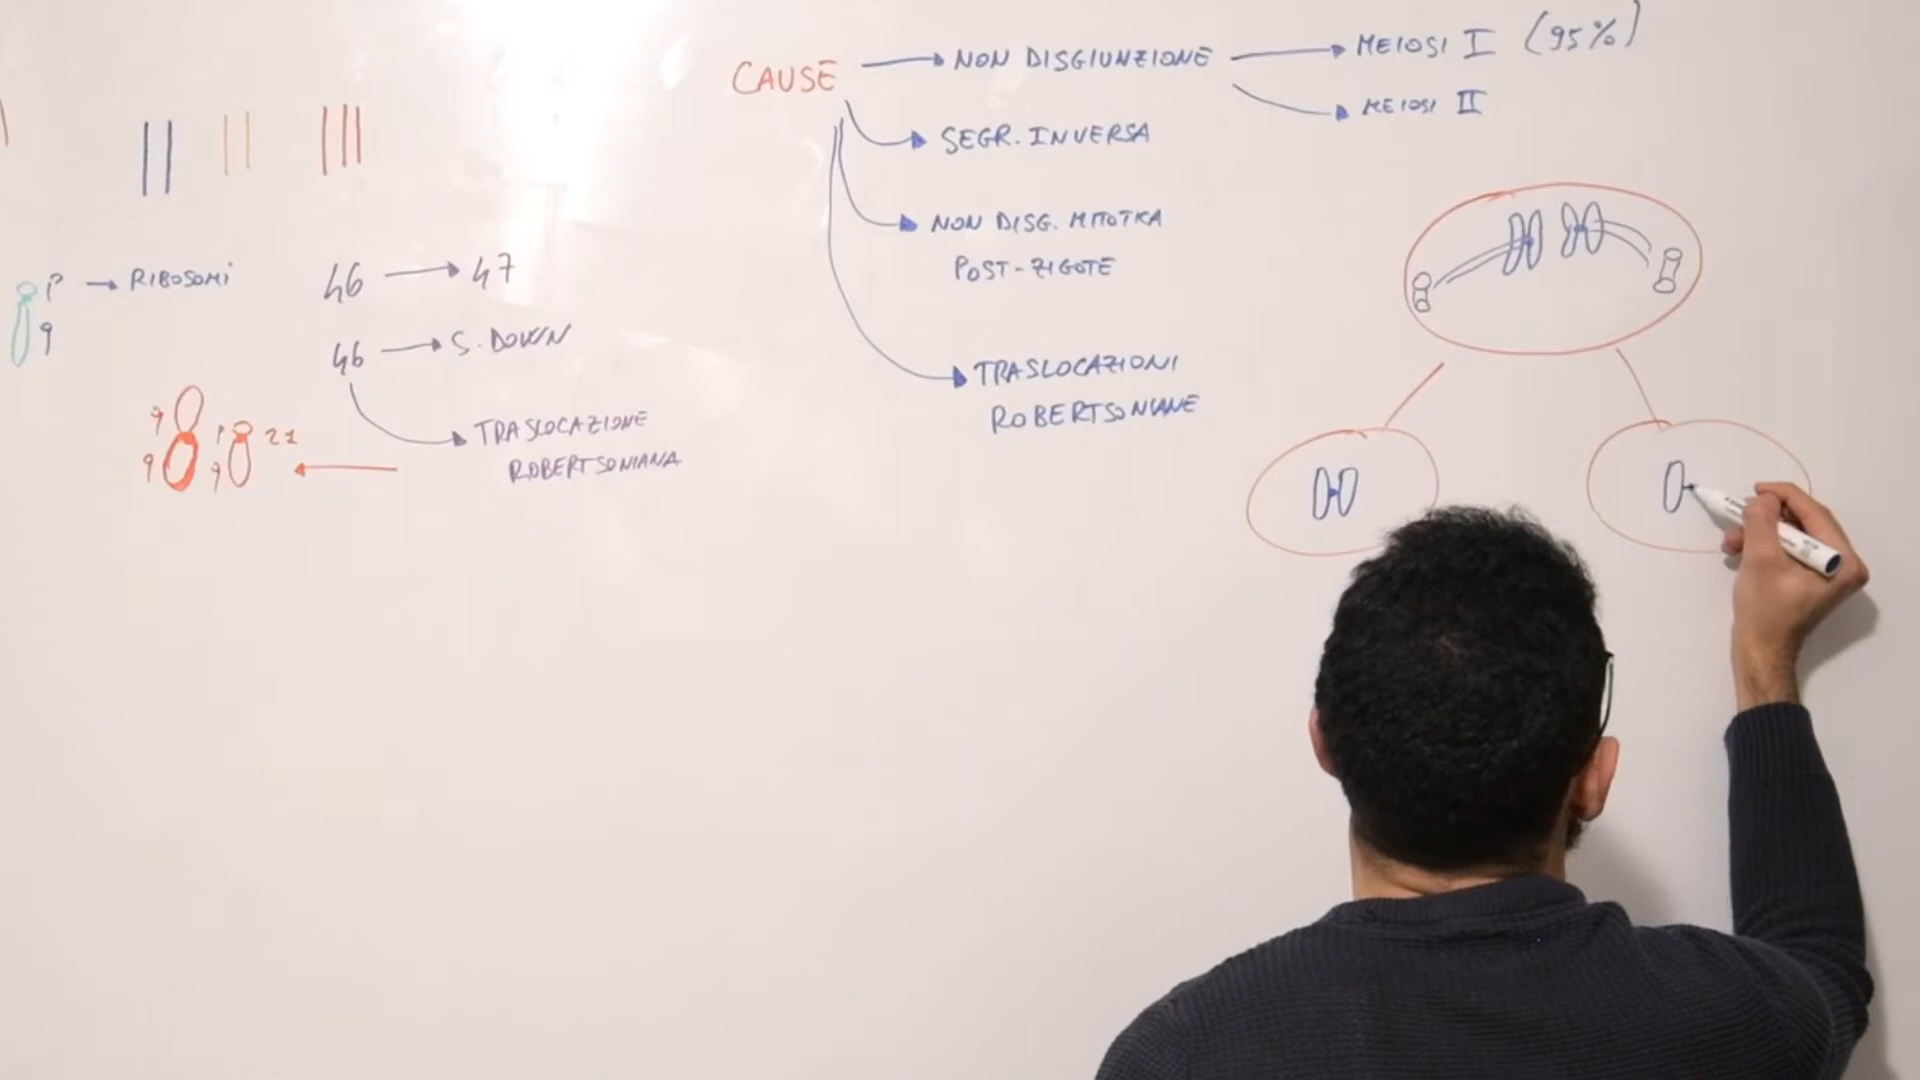 CAUSE
NON DISGIUNZIONE
MEIOSI I (95%)
MEIOSI II
SEGR. INVERSA
NON DISG. MITOTICA
POST-ZIGOTE
TRASLOCAZIONI
ROBERTSONIANE
P → RIBOSOMI
q
46 → 47
46 → S. DOWN
TRASLOCAZIONE
ROBERTSONIANA
q
P 21
q q